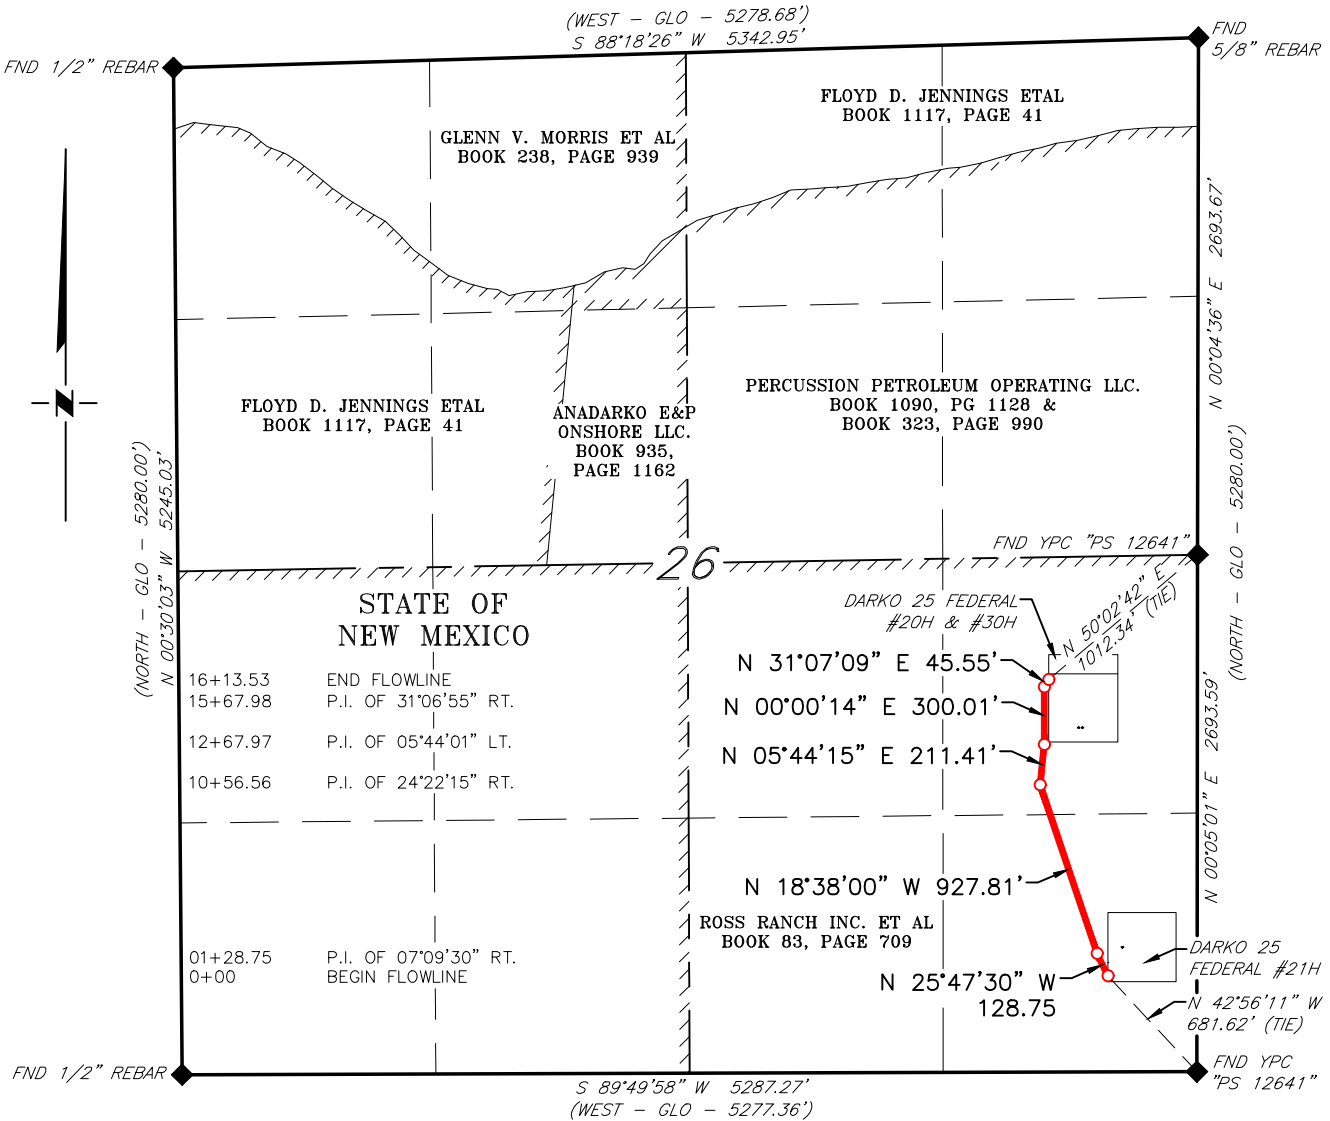 (WEST - GLO - 5278.68')
S 88°18'26" W 5342.95'
FND
5/8" REBAR
FND 1/2" REBAR
FLOYD D. JENNINGS ETAL
BOOK 1117, PAGE 41
GLENN V. MORRIS ET AL
BOOK 238, PAGE 939
N 00°04'36" E 2693.67'
N
FLOYD D. JENNINGS ETAL
BOOK 1117, PAGE 41
ANADARKO E&P
ONSHORE LLC.
BOOK 935,
PAGE 1162
PERCUSSION PETROLEUM OPERATING LLC.
BOOK 1090, PG 1128 &
BOOK 323, PAGE 990
(NORTH - GLO - 5280.00')
N 00°30'03" W 5245.03'
(NORTH - GLO - 5280.00')
FND YPC "PS 12641"
26
STATE OF
NEW MEXICO
DARKO 25 FEDERAL
#20H & #30H
N 50°02'42" E
1012.34' (TIE)
N 31°07'09" E 45.55'
N 00°00'14" E 300.01'
N 05°44'15" E 211.41'
16+13.53 END FLOWLINE
15+67.98 P.I. OF 31°06'55" RT.
12+67.97 P.I. OF 05°44'01" LT.
10+56.56 P.I. OF 24°22'15" RT.
N 00°05'01" E 2693.59'
N 18°38'00" W 927.81'
ROSS RANCH INC. ET AL
BOOK 83, PAGE 709
01+28.75 P.I. OF 07°09'30" RT.
0+00 BEGIN FLOWLINE
DARKO 25
FEDERAL #21H
N 25°47'30" W
128.75
N 42°56'11" W
681.62' (TIE)
FND 1/2" REBAR
FND YPC
"PS 12641"
S 89°49'58" W 5287.27'
(WEST - GLO - 5277.36')